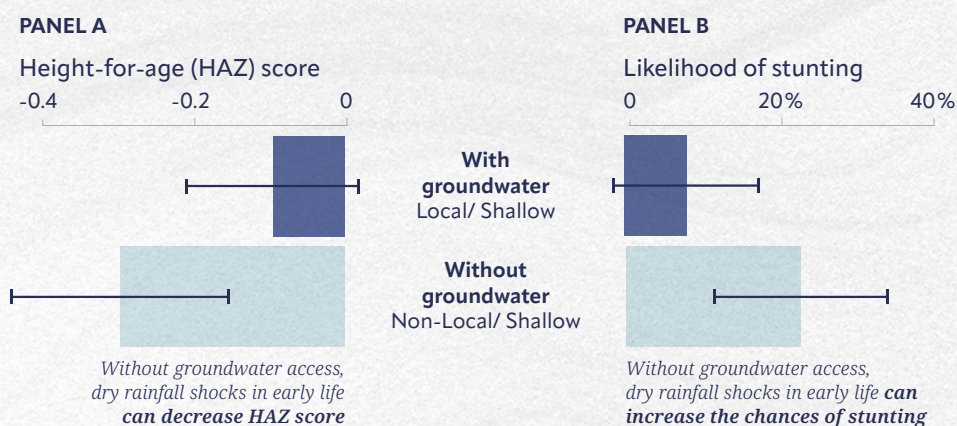 PANEL A
Height-for-age (HAZ) score
-0.4 -0.2 0
PANEL B
Likelihood of stunting
0 20% 40%
With
groundwater
Local/ Shallow
Without
groundwater
Non-Local/ Shallow
Without groundwater access,
dry rainfall shocks in early life
can decrease HAZ score
Without groundwater access,
dry rainfall shocks in early life can
increase the chances of stunting